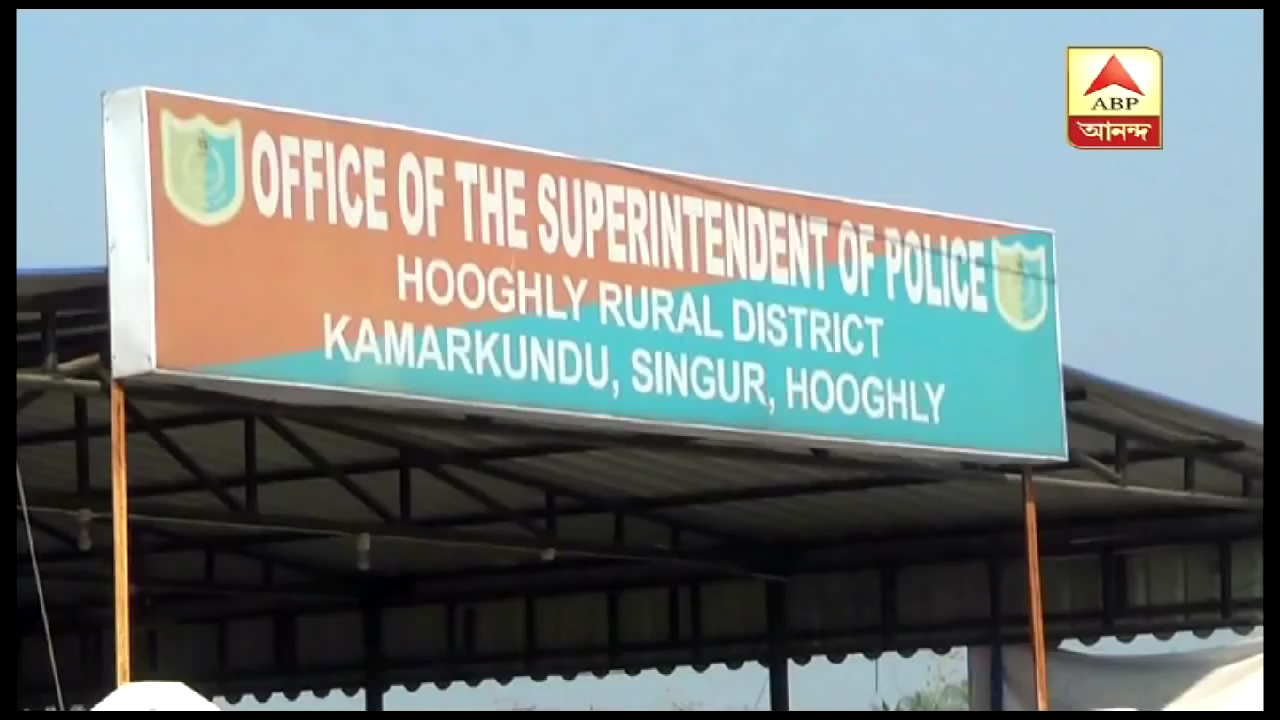 OFFICE OF THE SUPERINTENDENT OF POLICE
HOOGHLY RURAL DISTRICT
KAMARKUNDU, SINGUR, HOOGHLY
ABP
আনন্দ